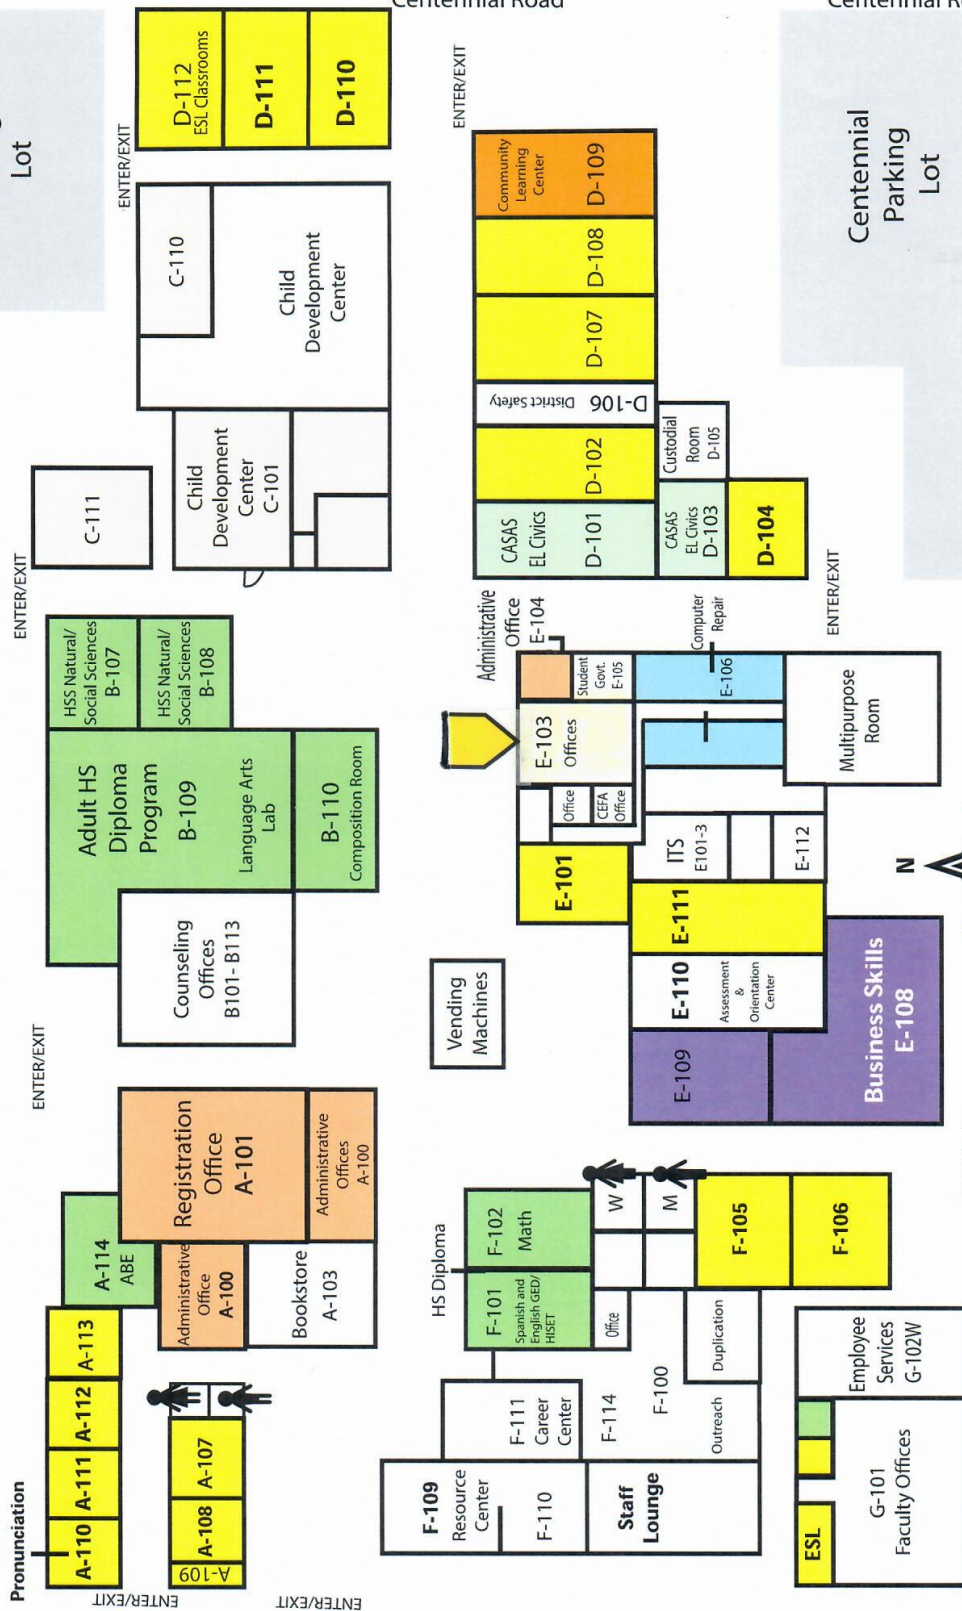 Centennial Road
Centennial R
Lot
Centennial
Parking
Lot
ENTER/EXIT
D-112
ESL Classrooms
D-111
D-110
C-110
Child
Development
Center
C-111
Child
Development
Center
C-101
ENTER/EXIT
ENTER/EXIT
Community
Learning
Center
D-109
D-108
D-107
District Safety
D-106
D-102
CASAS
EL Civics
D-101
Custodial
Room
D-105
CASAS
EL Civics
D-103
D-104
ENTER/EXIT
HSS Natural/
Social Sciences
B-107
HSS Natural/
Social Sciences
B-108
Adult HS
Diploma
Program
B-109
Language Arts
Lab
B-110
Composition Room
Counseling
Offices
B101- B113
ENTER/EXIT
Administrative
Office
E-104
Student
Govt.
E-105
Computer
Repair
E-106
E-103
Offices
Office
CEFA
Office
Multipurpose
Room
E-101
ITS
E101-3
E-112
E-111
E-110
Assessment
&
Orientation
Center
E-109
Business Skills
E-108
Vending
Machines
N
Registration
Office
A-101
Administrative
Offices
A-100
A-114
ABE
Administrative
Office
A-100
Bookstore
A-103
A-113
A-112
A-111
A-110
Pronunciation
A-107
A-108
A-109
ENTER/EXIT
ENTER/EXIT
HS Diploma
F-102
Math
F-101
Spanish and
English GED/
HISET
W
M
Office
F-105
F-106
Duplication
F-100
F-114
Outreach
F-111
Career
Center
F-109
Resource
Center
F-110
Staff
Lounge
Employee
Services
G-102W
G-101
Faculty Offices
ESL